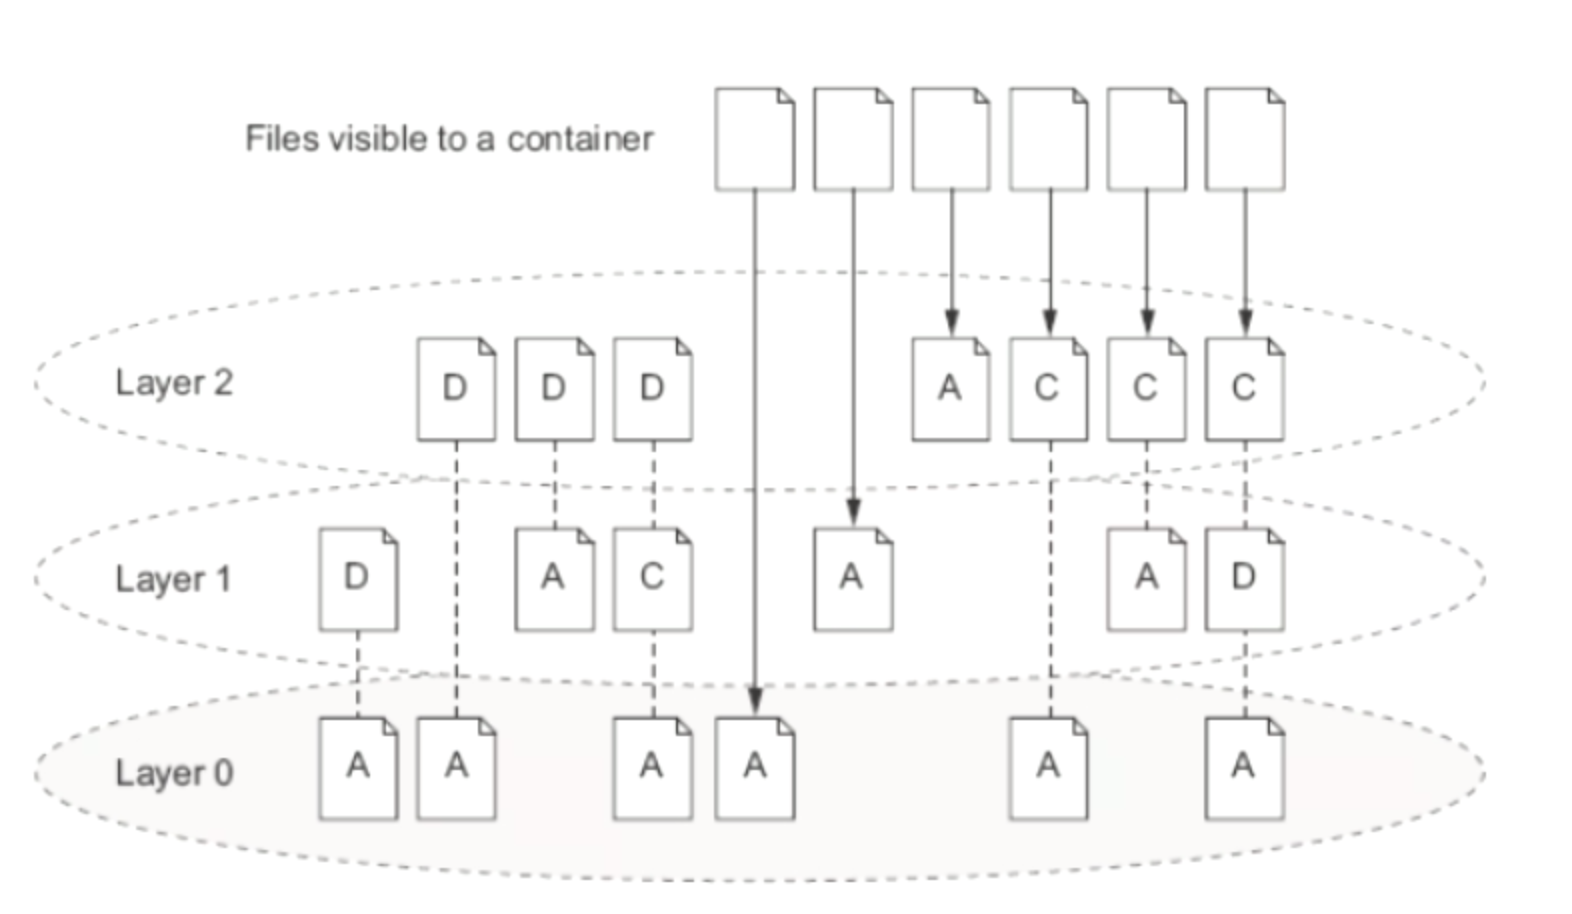 Files visible to a container
Layer 2
D D D A C C C
Layer 1
D A C A A D
Layer 0
A A A A A A